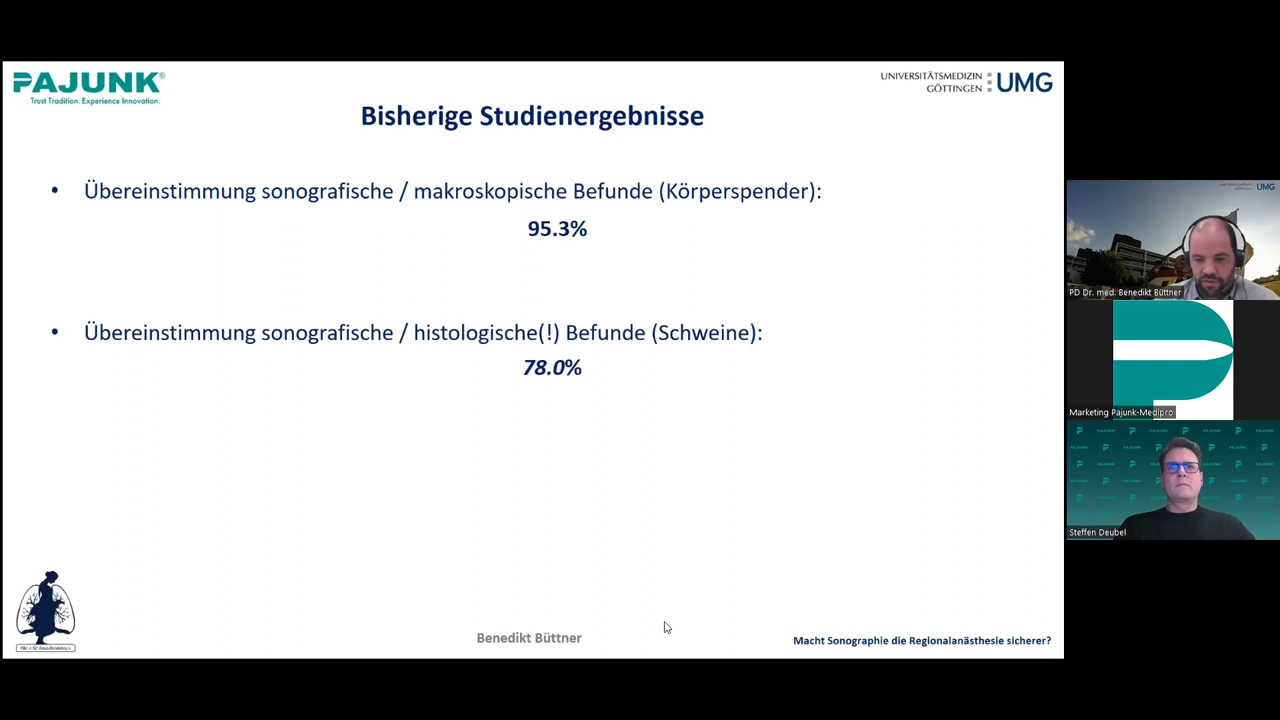 PAJUNK®
Trust Tradition. Experience Innovation.
UNIVERSITÄTSMEDIZIN
GÖTTINGEN
UMG
Bisherige Studienergebnisse
• Übereinstimmung sonografische / makroskopische Befunde (Körperspender):
95.3%
• Übereinstimmung sonografische / histologische(!) Befunde (Schweine):
78.0%
Benedikt Büttner
Macht Sonographie die Regionalanästhesie sicherer?
UMG
PD Dr. med. Benedikt Büttner
Marketing Pajunk-Medipro
Steffen Deubel